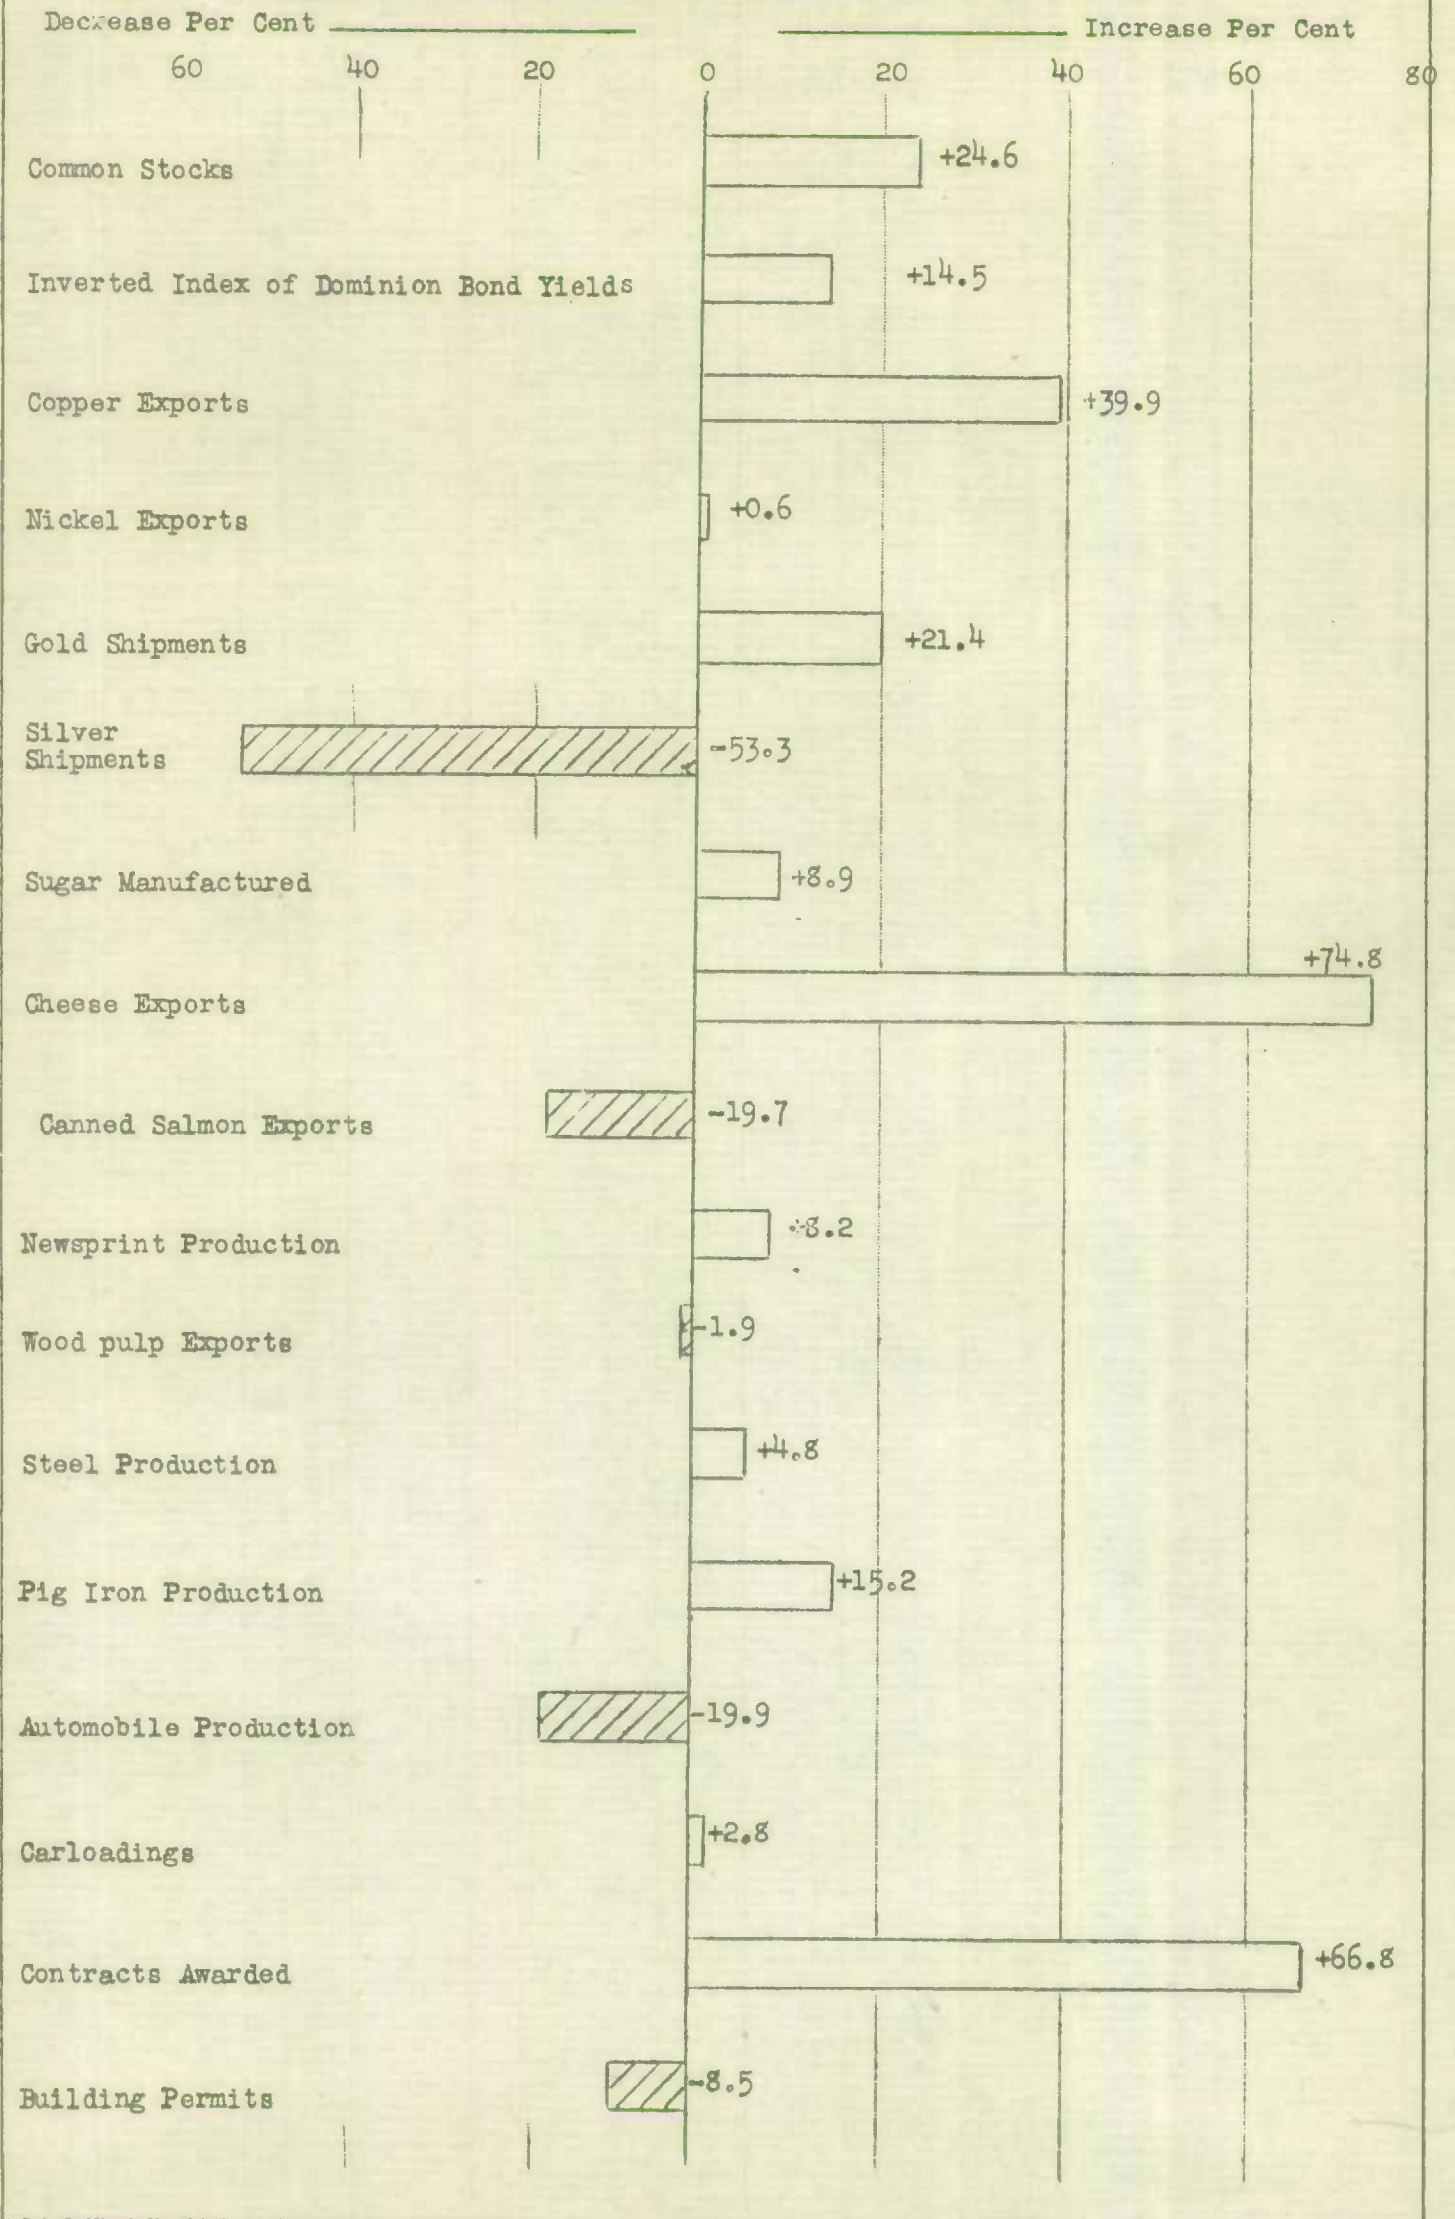 Decrease Per Cent
Increase Per Cent
60 40 20 0 20 40 60 80
Common Stocks +24.6
Inverted Index of Dominion Bond Yields +14.5
Copper Exports +39.9
Nickel Exports +0.6
Gold Shipments +21.4
Silver
Shipments -53.3
Sugar Manufactured +8.9
Cheese Exports +74.8
Canned Salmon Exports -19.7
Newsprint Production +8.2
Wood pulp Exports -1.9
Steel Production +4.8
Pig Iron Production +15.2
Automobile Production -19.9
Carloadings +2.8
Contracts Awarded +66.8
Building Permits -8.5